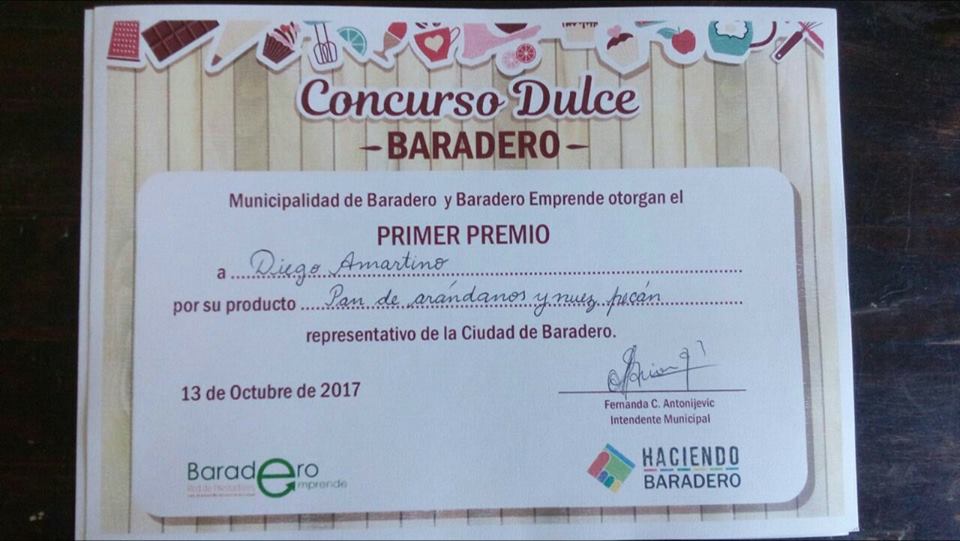 Concurso Dulce
-BARADERO-
Municipalidad de Baradero y Baradero Emprende otorgan el
PRIMER PREMIO
a Diego Amartino
por su producto Pan de arándanos y nuez pecán
representativo de la Ciudad de Baradero.
13 de Octubre de 2017
Fernanda C. Antonijevic
Intendente Municipal
Baradero
emprende
HACIENDO
BARADERO